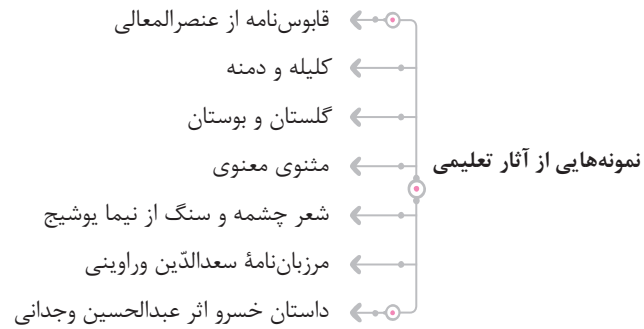 نمونه‌هایی از آثار تعلیمی
قابوس‌نامه از عنصرالمعالی
کلیله و دمنه
گلستان و بوستان
مثنوی معنوی
شعر چشمه و سنگ از نیما یوشیج
مرزبان‌نامهٔ سعدالدّین وراوینی
داستان خسرو اثر عبدالحسین وجدانی